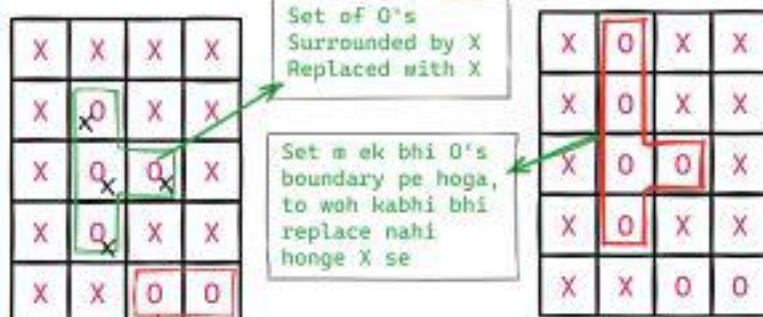 X X X X
X O X X
X O O X
X O X X
X X O O
X X X X
Set of O's
Surrounded by X
Replaced with X
Set m ek bhi O's
boundary pe hoga,
to woh kabhi bhi
replace nahi
honge X se
X O X X
X O X X
X O O X
X O X X
X X O O